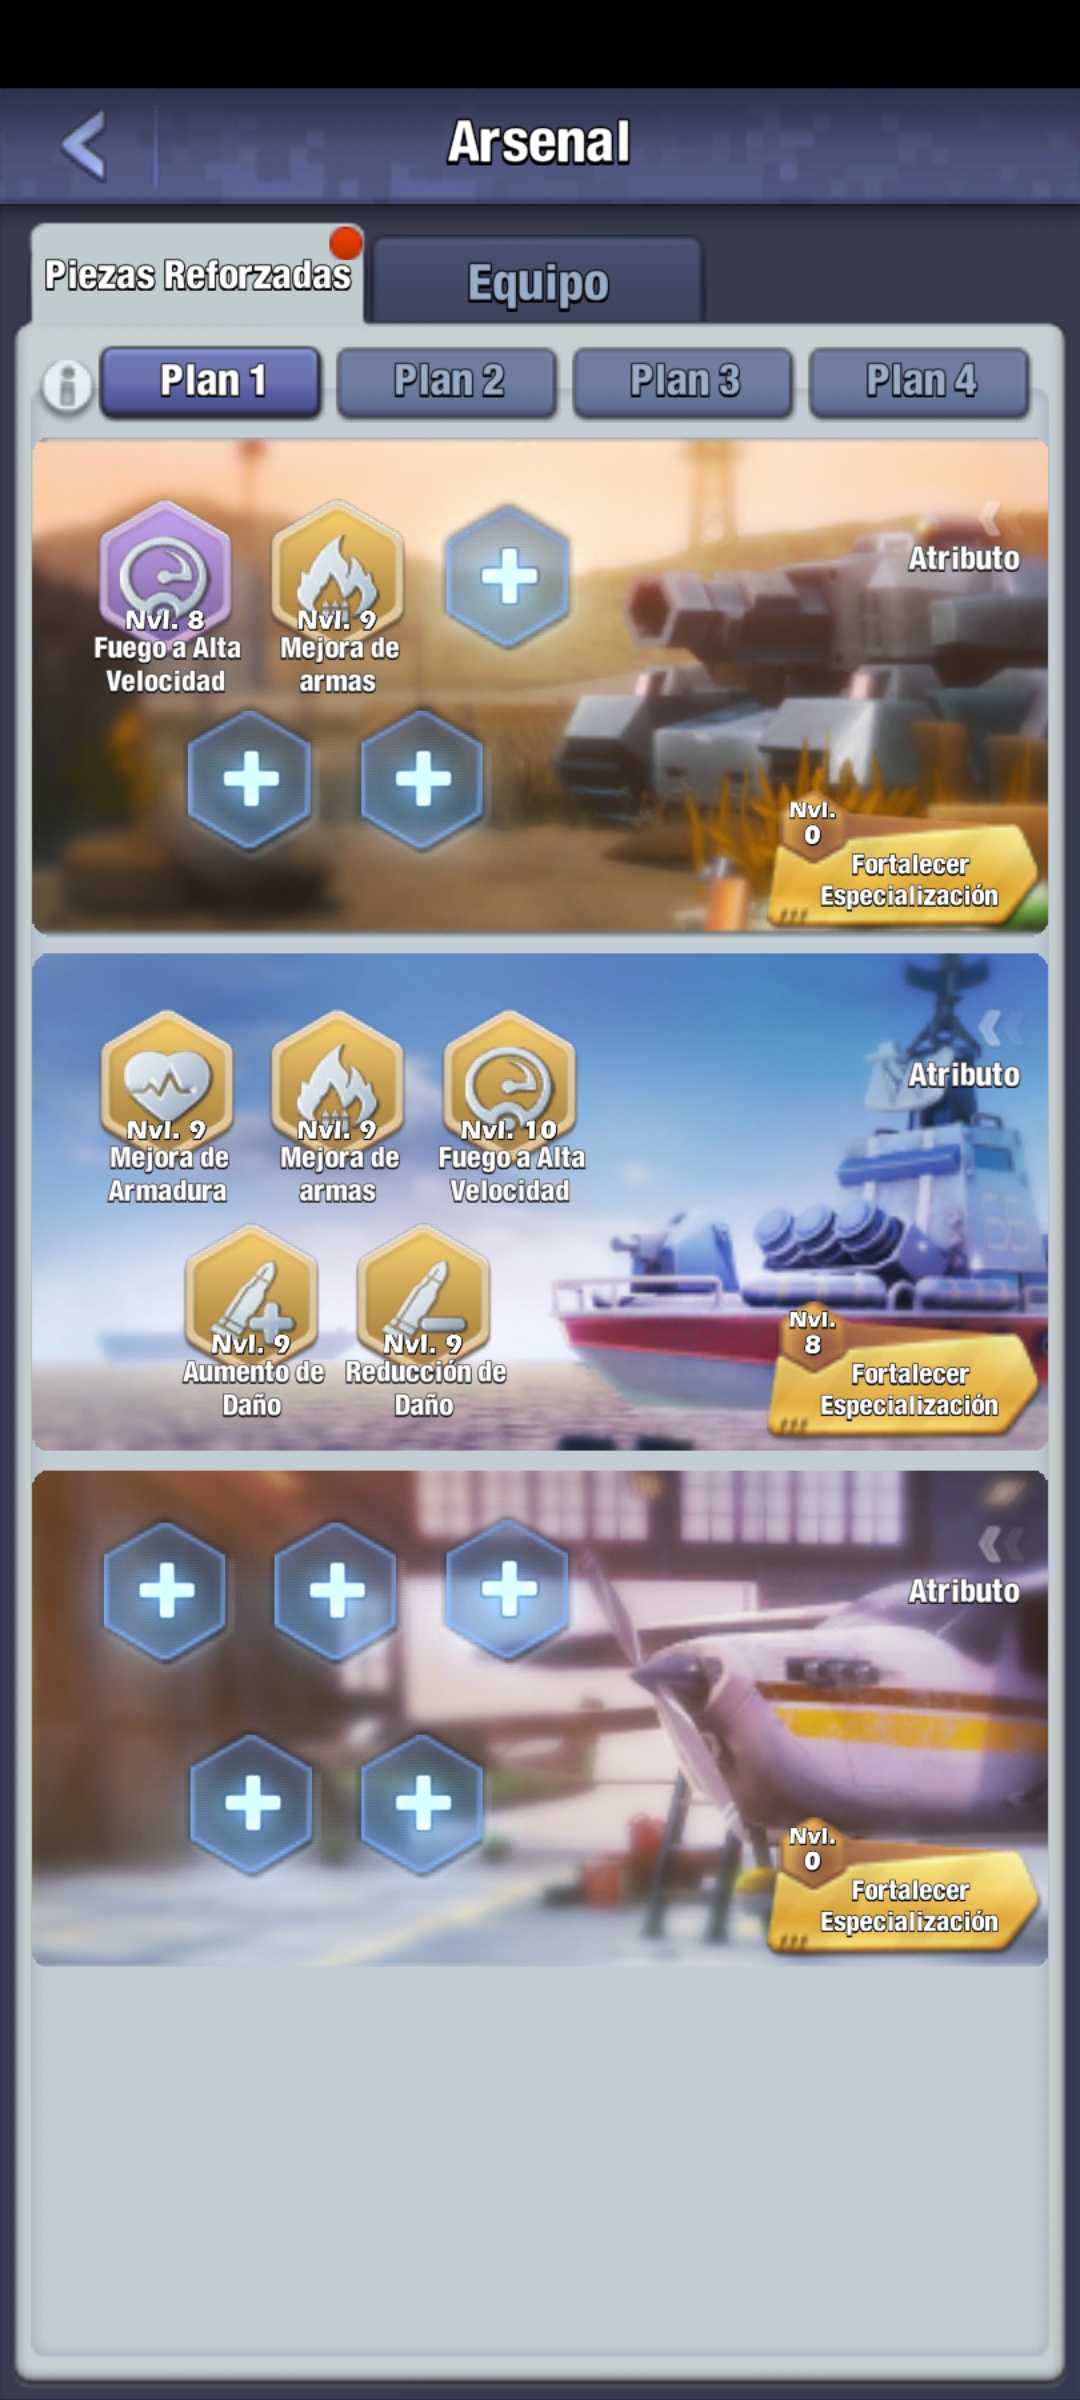 Arsenal
Piezas Reforzadas
Equipo
Plan 1
Plan 2
Plan 3
Plan 4
Atributo
Nvl. 8
Fuego a Alta
Velocidad
Nvl. 9
Mejora de
armas
Nvl.
0
Fortalecer
Especialización
Atributo
Nvl. 9
Mejora de
Armadura
Nvl. 9
Mejora de
armas
Nvl. 10
Fuego a Alta
Velocidad
Nvl. 9
Aumento de
Daño
Nvl. 9
Reducción de
Daño
Nvl.
8
Fortalecer
Especialización
Atributo
Nvl.
0
Fortalecer
Especialización